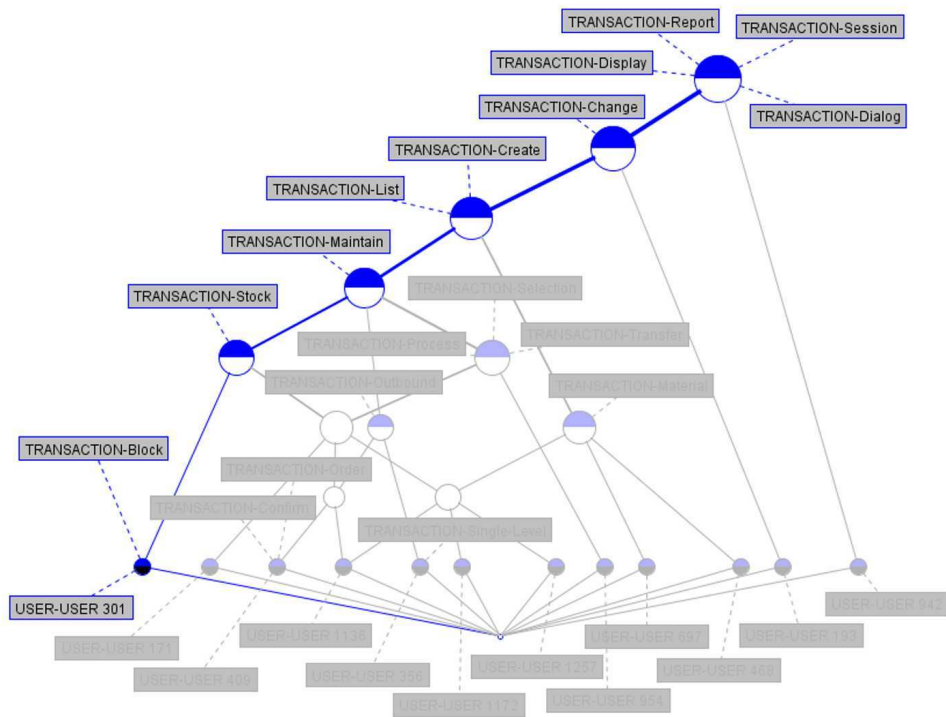 TRANSACTION-Report
TRANSACTION-Session
TRANSACTION-Display
TRANSACTION-Change
TRANSACTION-Dialog
TRANSACTION-Create
TRANSACTION-List
TRANSACTION-Maintain
TRANSACTION-Selection
TRANSACTION-Stock
TRANSACTION-Transfer
TRANSACTION-Process
TRANSACTION-Outbound
TRANSACTION-Material
TRANSACTION-Block
TRANSACTION-Order
TRANSACTION-Confirm
TRANSACTION-Single-Level
USER-USER 301
USER-USER 942
USER-USER 1136
USER-USER 697
USER-USER 193
USER-USER 171
USER-USER 1257
USER-USER 468
USER-USER 409
USER-USER 356
USER-USER 954
USER-USER 1172